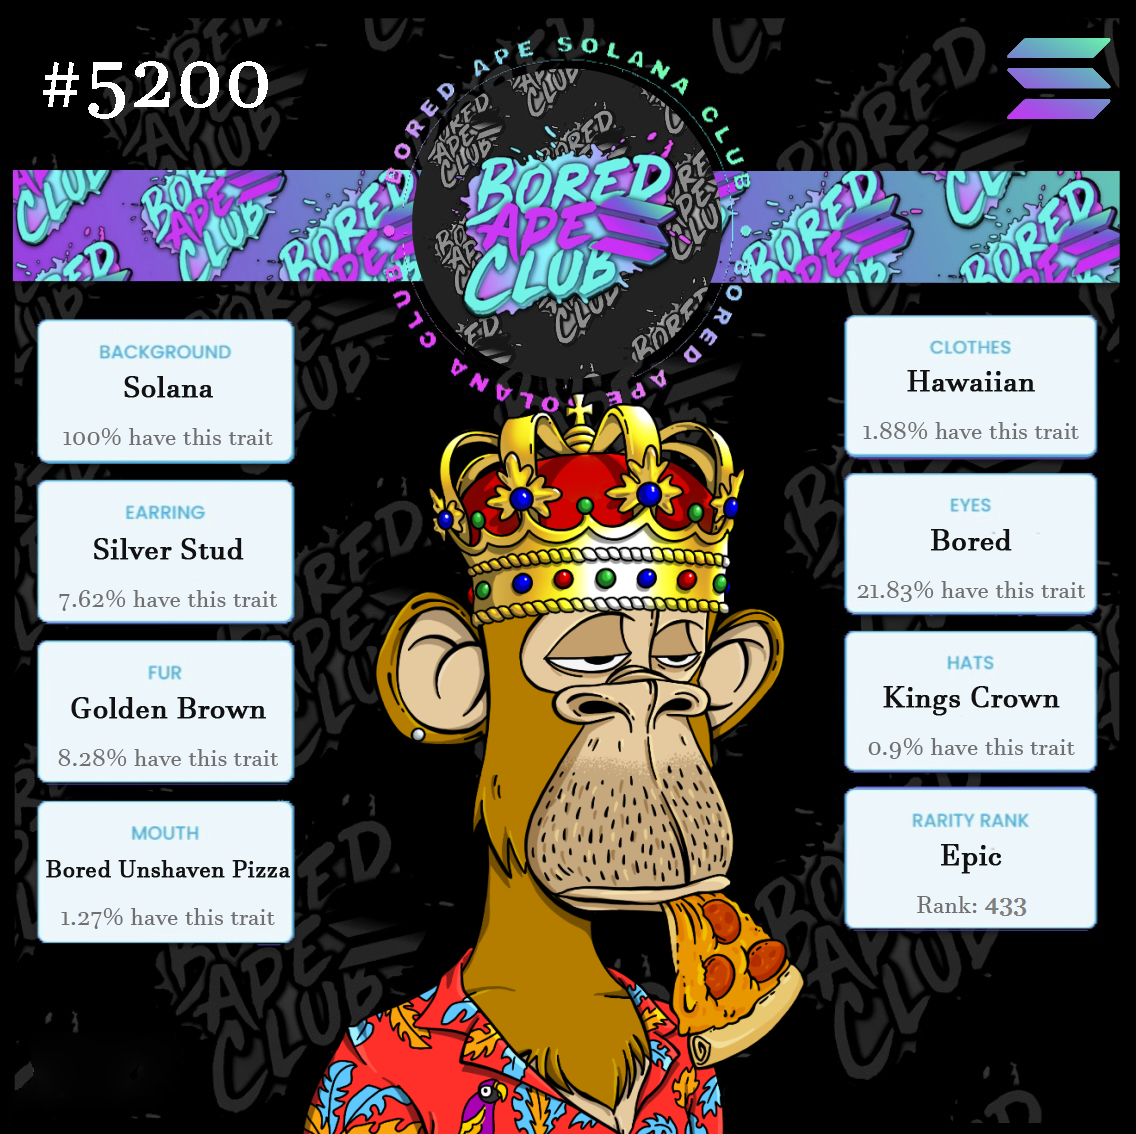 #5200
BORED APE SOLANA CLUB
BORED APE SOLANA CLUB
BORED
APE
CLUB
BACKGROUND
Solana
100% have this trait
EARRING
Silver Stud
7.62% have this trait
FUR
Golden Brown
8.28% have this trait
MOUTH
Bored Unshaven Pizza
1.27% have this trait
CLOTHES
Hawaiian
1.88% have this trait
EYES
Bored
21.83% have this trait
HATS
Kings Crown
0.9% have this trait
RARITY RANK
Epic
Rank: 433